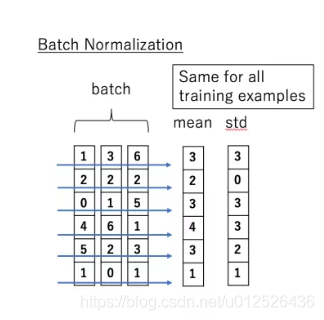 Batch Normalization
Same for all
training examples
batch
mean std
1 3 6 3 3
2 2 2 2 0
0 1 5 3 3
4 6 1 4 3
5 2 3 3 2
1 0 1 1 1
https://blog.csdn.net/u012526436